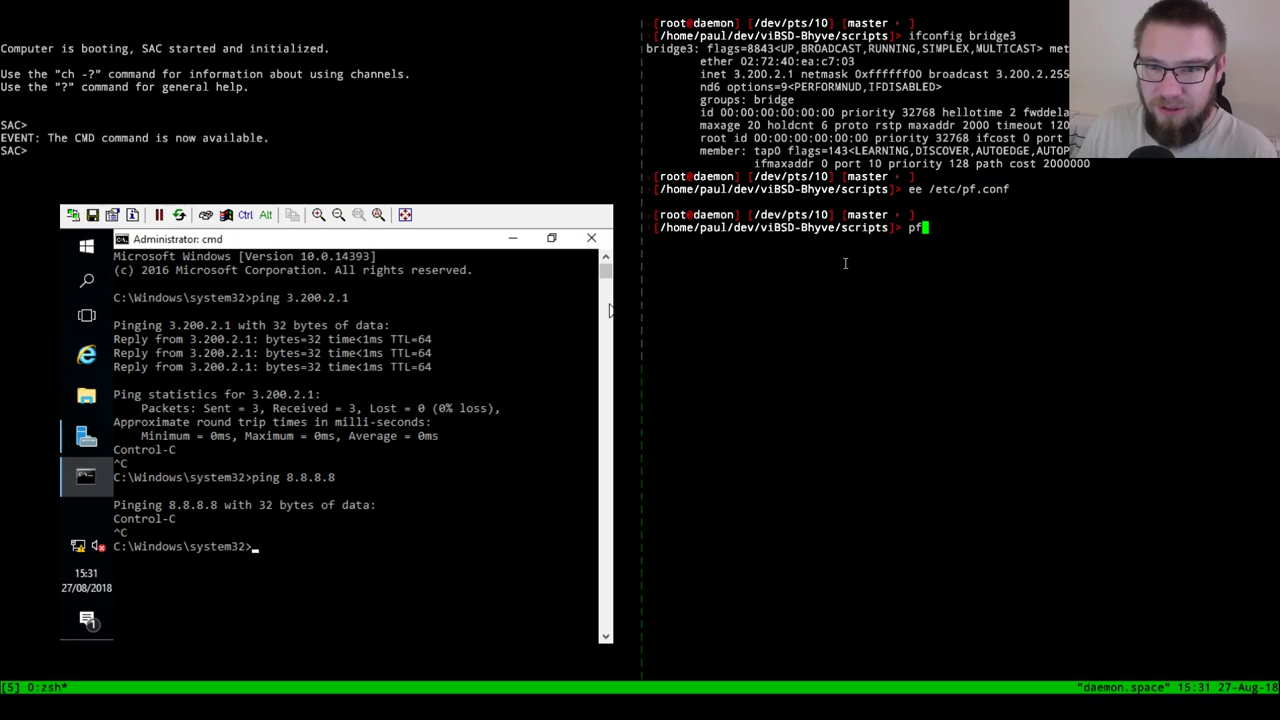 Computer is booting, SAC started and initialized.
Use the "ch -?" command for information about using channels.
Use the "?" command for general help.
SAC>
EVENT: The CMD command is now available.
SAC>
Ctrl Alt
Administrator: cmd
Microsoft Windows [Version 10.0.14393]
(c) 2016 Microsoft Corporation. All rights reserved.
C:\Windows\system32>ping 3.200.2.1
Pinging 3.200.2.1 with 32 bytes of data:
Reply from 3.200.2.1: bytes=32 time<1ms TTL=64
Reply from 3.200.2.1: bytes=32 time<1ms TTL=64
Reply from 3.200.2.1: bytes=32 time<1ms TTL=64
Ping statistics for 3.200.2.1:
Packets: Sent = 3, Received = 3, Lost = 0 (0% loss),
Approximate round trip times in milli-seconds:
Minimum = 0ms, Maximum = 0ms, Average = 0ms
Control-C
^C
C:\Windows\system32>ping 8.8.8.8
Pinging 8.8.8.8 with 32 bytes of data:
Control-C
^C
C:\Windows\system32>_
15:31
27/08/2018
1
[root@daemon] [/dev/pts/10] [master ⚡ ]
[/home/paul/dev/viBSD-Bhyve/scripts]> ifconfig bridge3
bridge3: flags=8843<UP,BROADCAST,RUNNING,SIMPLEX,MULTICAST> met
ether 02:72:40:ea:c7:03
inet 3.200.2.1 netmask 0xffffff00 broadcast 3.200.2.255
nd6 options=9<PERFORMNUD,IFDISABLED>
groups: bridge
id 00:00:00:00:00:00 priority 32768 hellotime 2 fwddela
maxage 20 holdcnt 6 proto rstp maxaddr 2000 timeout 120
root id 00:00:00:00:00:00 priority 32768 ifcost 0 port
member: tap0 flags=143<LEARNING,DISCOVER,AUTOEDGE,AUTOP
ifmaxaddr 0 port 10 priority 128 path cost 2000000
[root@daemon] [/dev/pts/10] [master ⚡ ]
[/home/paul/dev/viBSD-Bhyve/scripts]> ee /etc/pf.conf
[root@daemon] [/dev/pts/10] [master ⚡ ]
[/home/paul/dev/viBSD-Bhyve/scripts]> pf
[5] 0:zsh* "daemon.space" 15:31 27-Aug-18